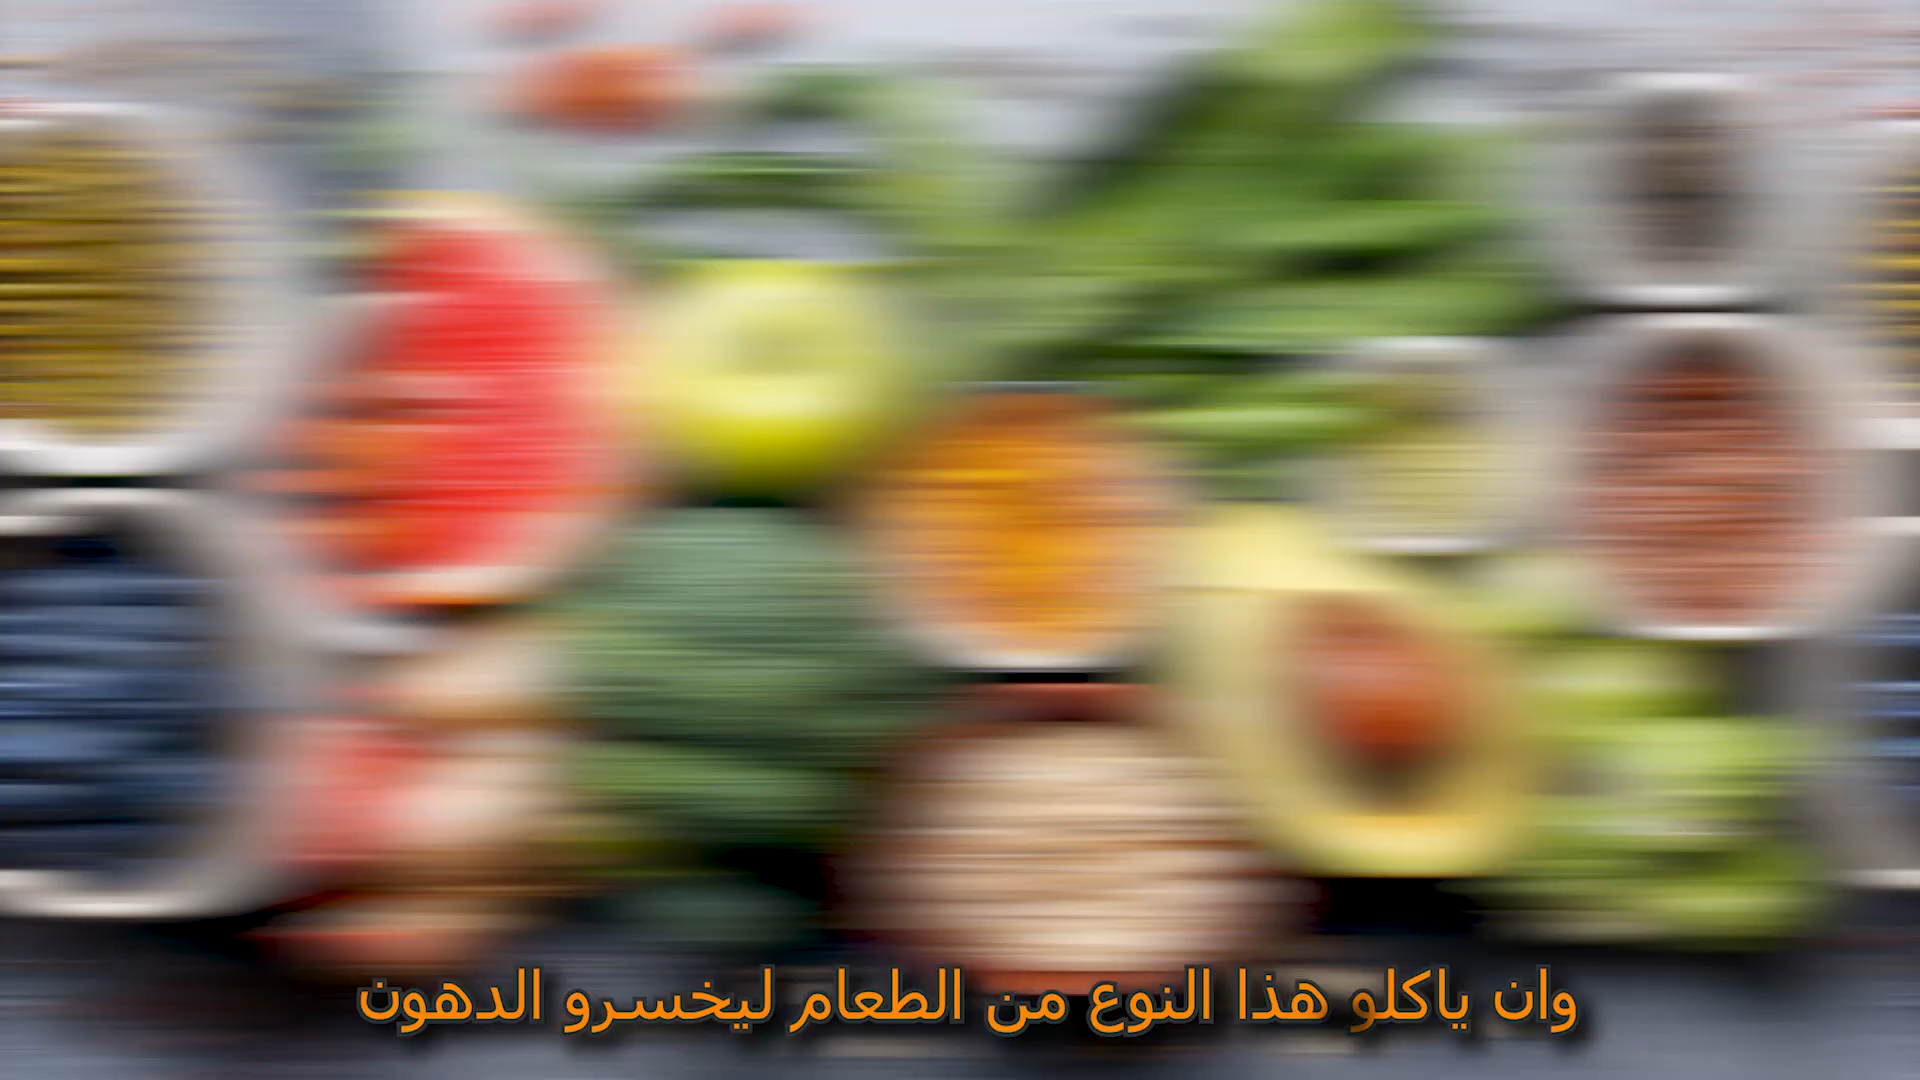 وان ياكلو هذا النوع من الطعام ليخسرو الدهون